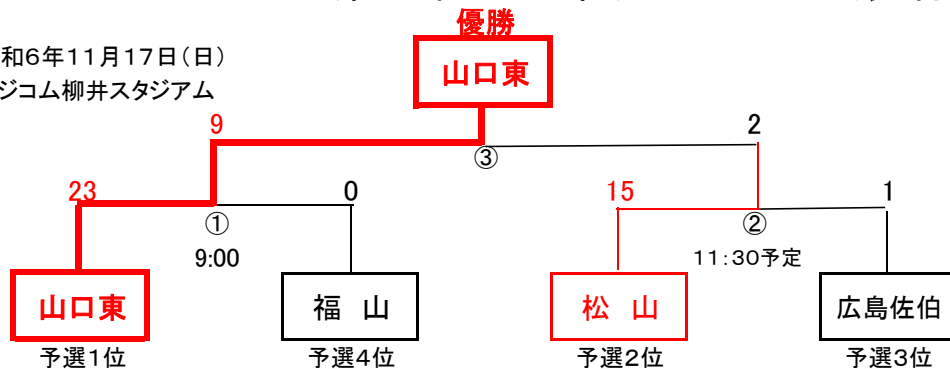 優勝
和6年11月17日(日)
山口東
ジコム柳井スタジアム
9
2
③
23
0
15
1
①
②
9:00
11:30予定
山口東
福 山
松 山
広島佐伯
予選1位
予選4位
予選2位
予選3位